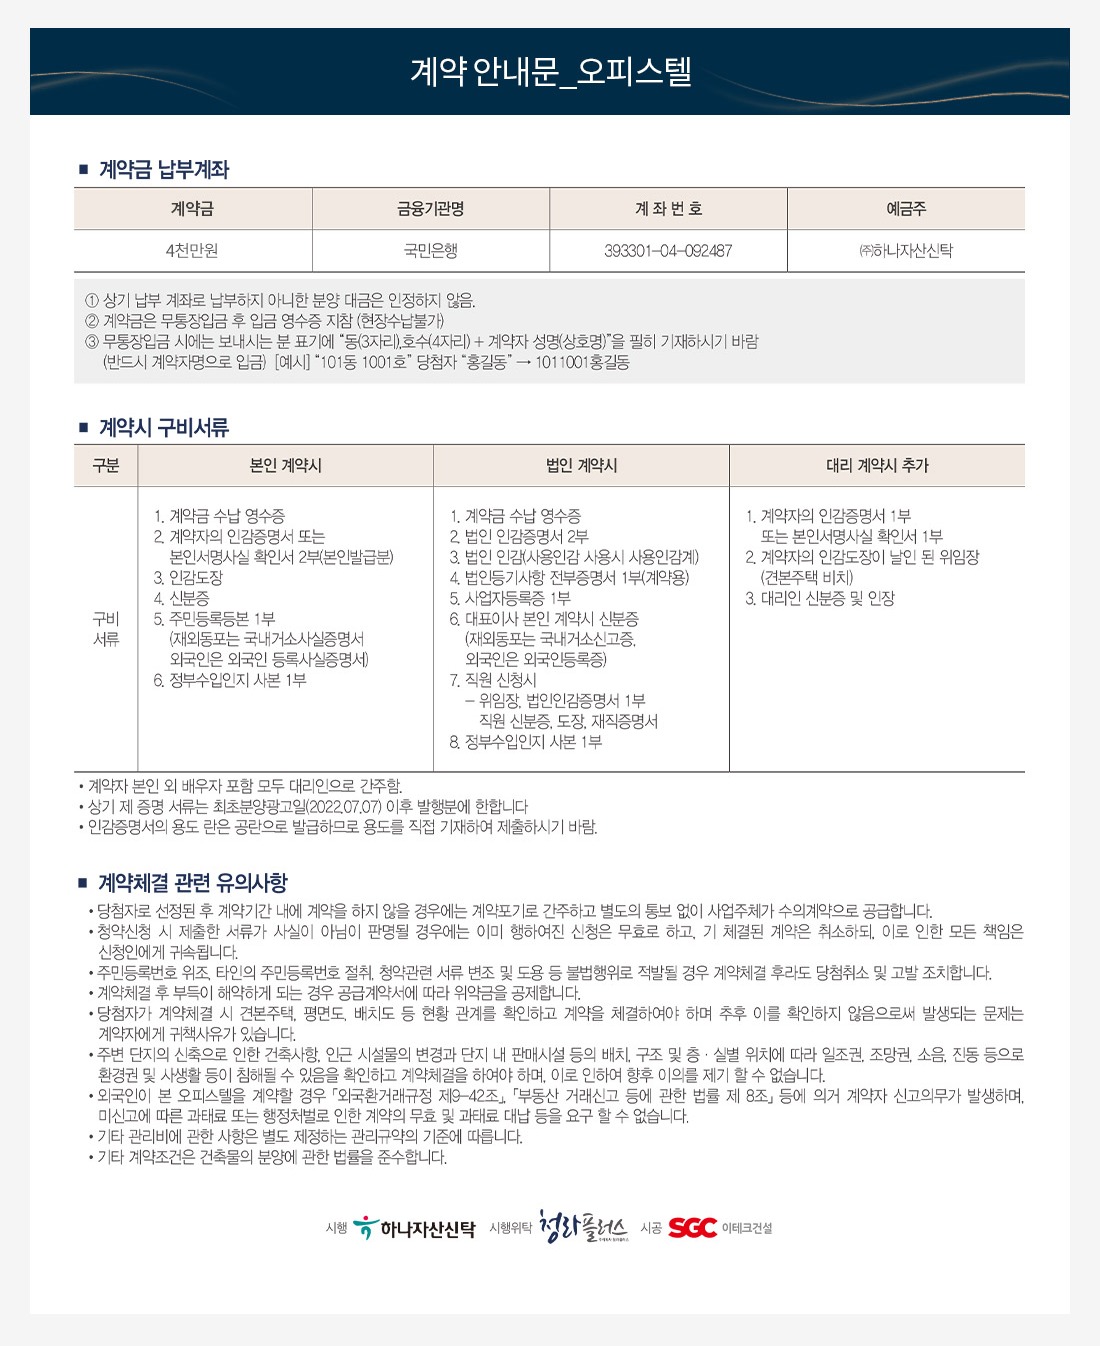 계약 안내문_오피스텔
■ 계약금 납부계좌
계약금 금융기관명 계 좌 번 호 예금주
4천만원 국민은행 393301-04-092487 ㈜하나자산신탁
① 상기 납부 계좌로 납부하지 아니한 분양 대금은 인정하지 않음.
② 계약금은 무통장입금 후 입금 영수증 지참 (현장수납불가)
③ 무통장입금 시에는 보내시는 분 표기에 “동(3자리),호수(4자리) + 계약자 성명(상호명)”을 필히 기재하시기 바람
(반드시 계약자명으로 입금) [예시] “101동 1001호” 당첨자 “홍길동” → 1011001홍길동
■ 계약시 구비서류
구분 본인 계약시 법인 계약시 대리 계약시 추가
구비
서류
1. 계약금 수납 영수증
2. 계약자의 인감증명서 또는
본인서명사실 확인서 2부(본인발급분)
3. 인감도장
4. 신분증
5. 주민등록등본 1부
(재외동포는 국내거소사실증명서
외국인은 외국인 등록사실증명서)
6. 정부수입인지 사본 1부
1. 계약금 수납 영수증
2. 법인 인감증명서 2부
3. 법인 인감(사용인감 사용시 사용인감계)
4. 법인등기사항 전부증명서 1부(계약용)
5. 사업자등록증 1부
6. 대표이사 본인 계약시 신분증
(재외동포는 국내거소신고증,
외국인은 외국인등록증)
7. 직원 신청시
- 위임장, 법인인감증명서 1부
직원 신분증, 도장, 재직증명서
8. 정부수입인지 사본 1부
1. 계약자의 인감증명서 1부
또는 본인서명사실 확인서 1부
2. 계약자의 인감도장이 날인 된 위임장
(견본주택 비치)
3. 대리인 신분증 및 인장
• 계약자 본인 외 배우자 포함 모두 대리인으로 간주함.
• 상기 제 증명 서류는 최초분양광고일(2022.07.07) 이후 발행분에 한합니다
• 인감증명서의 용도 란은 공란으로 발급하므로 용도를 직접 기재하여 제출하시기 바람.
■ 계약체결 관련 유의사항
• 당첨자로 선정된 후 계약기간 내에 계약을 하지 않을 경우에는 계약포기로 간주하고 별도의 통보 없이 사업주체가 수의계약으로 공급합니다.
• 청약신청 시 제출한 서류가 사실이 아님이 판명될 경우에는 이미 행하여진 신청은 무효로 하고, 기 체결된 계약은 취소하되, 이로 인한 모든 책임은
신청인에게 귀속됩니다.
• 주민등록번호 위조, 타인의 주민등록번호 절취, 청약관련 서류 변조 및 도용 등 불법행위로 적발될 경우 계약체결 후라도 당첨취소 및 고발 조치합니다.
• 계약체결 후 부득이 해약하게 되는 경우 공급계약서에 따라 위약금을 공제합니다.
• 당첨자가 계약체결 시 견본주택, 평면도, 배치도 등 현황 관계를 확인하고 계약을 체결하여야 하며 추후 이를 확인하지 않음으로써 발생되는 문제는
계약자에게 귀책사유가 있습니다.
• 주변 단지의 신축으로 인한 건축사항, 인근 시설물의 변경과 단지 내 판매시설 등의 배치, 구조 및 층 · 실별 위치에 따라 일조권, 조망권, 소음, 진동 등으로
환경권 및 사생활 등이 침해될 수 있음을 확인하고 계약체결을 하여야 하며, 이로 인하여 향후 이의를 제기 할 수 없습니다.
• 외국인이 본 오피스텔을 계약할 경우 「외국환거래규정 제9-42조」, 「부동산 거래신고 등에 관한 법률 제 8조」 등에 의거 계약자 신고의무가 발생하며,
미신고에 따른 과태료 또는 행정처벌로 인한 계약의 무효 및 과태료 대납 등을 요구 할 수 없습니다.
• 기타 관리비에 관한 사항은 별도 제정하는 관리규약의 기준에 따릅니다.
• 기타 계약조건은 건축물의 분양에 관한 법률을 준수합니다.
시행 하나자산신탁 시행위탁 청라플러스 시공 SGC 이테크건설